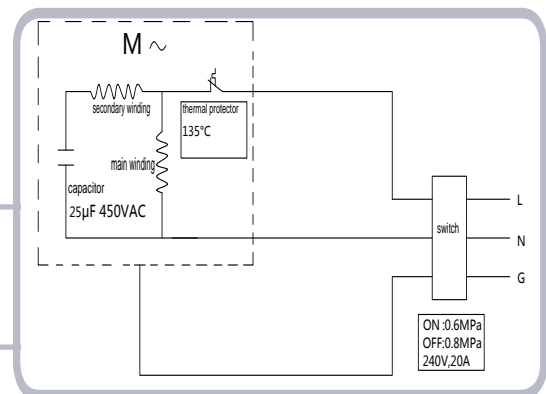 M ~
secondary winding
thermal protector
135°C
main winding
capacitor
25μF 450VAC
switch
L
N
G
ON :0.6MPa
OFF:0.8MPa
240V,20A